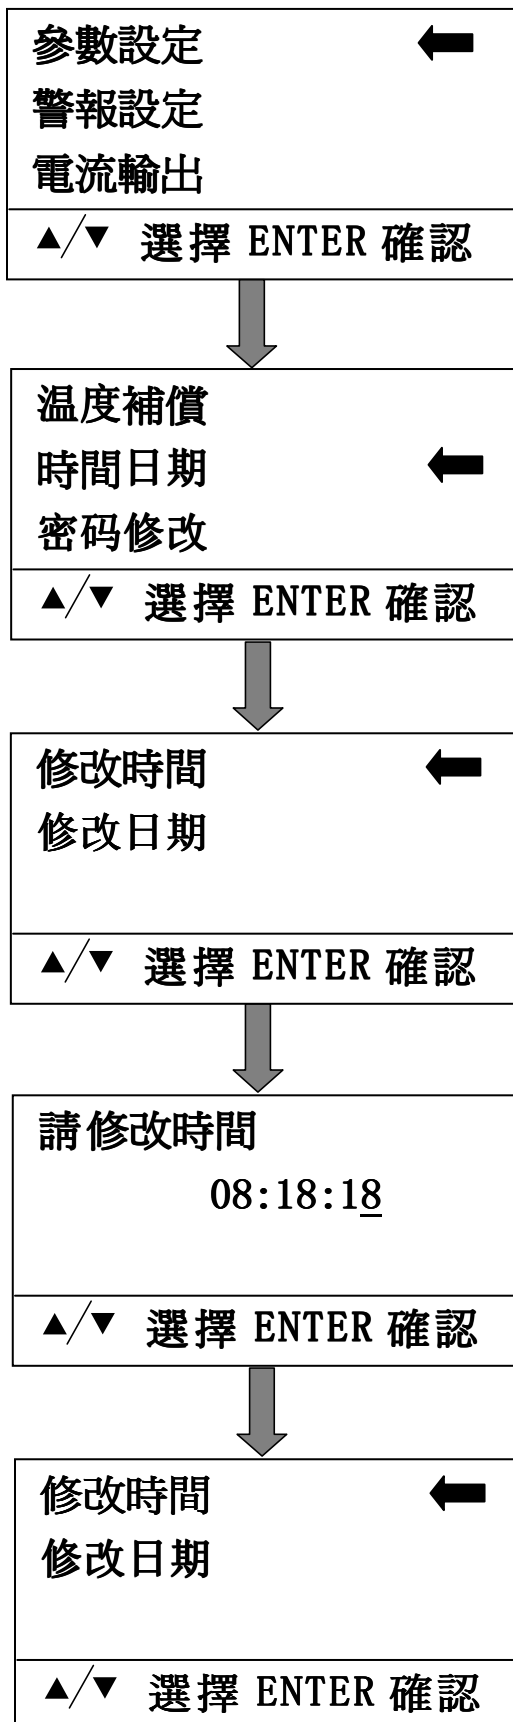 參數設定
警報設定
電流輸出
▲/▼ 選擇 ENTER 確認
温度補償
時間日期
密码修改
▲/▼ 選擇 ENTER 確認
修改時間
修改日期
▲/▼ 選擇 ENTER 確認
請修改時間
08:18:18
▲/▼ 選擇 ENTER 確認
修改時間
修改日期
▲/▼ 選擇 ENTER 確認